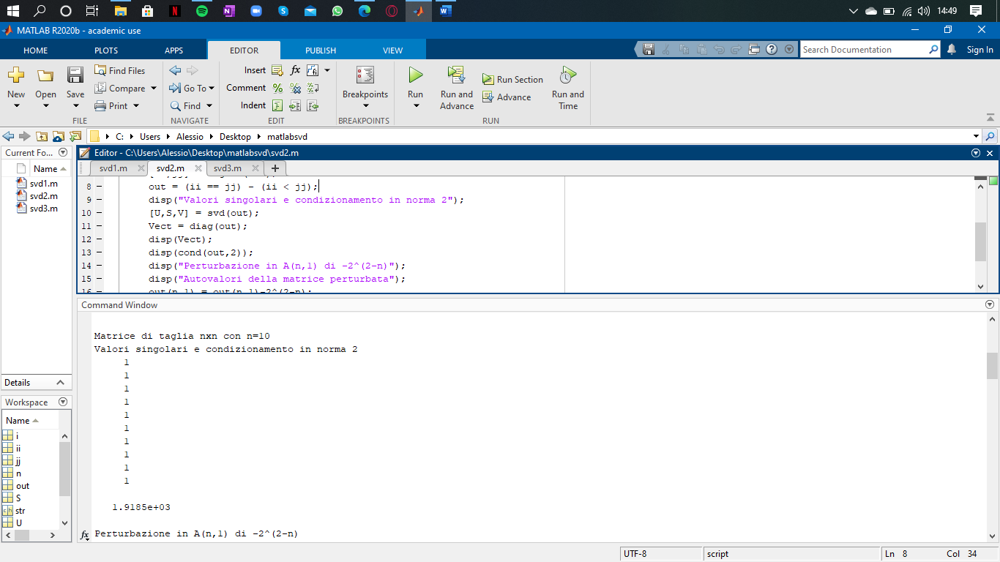 14:49
MATLAB R2020b - academic use
HOME PLOTS APPS EDITOR PUBLISH VIEW
Search Documentation Sign In
New Open Save Find Files Compare Print
Go To Find
Insert fx
Comment
Indent
Breakpoints
Run Run and Advance Run Section Advance Run and Time
FILE NAVIGATE EDIT BREAKPOINTS RUN
C: Users Alessio Desktop matlabsvd
Current Fo...
Name
svd1.m
svd2.m
svd3.m
Details
Workspace
Name
i
ii
jj
n
out
S
str
U
Editor - C:\Users\Alessio\Desktop\matlabsvd\svd2.m
svd1.m svd2.m svd3.m
8 - out = (ii == jj) - (ii < jj);
9 - disp("Valori singolari e condizionamento in norma 2");
10 - [U,S,V] = svd(out);
11 - Vect = diag(out);
12 - disp(Vect);
13 - disp(cond(out,2));
14 - disp("Perturbazione in A(n,1) di -2^(2-n)");
15 - disp("Autovalori della matrice perturbata");
16 - out(n,1) = out(n,1)-2^(2-n);
Command Window
Matrice di taglia nxn con n=10
Valori singolari e condizionamento in norma 2
1
1
1
1
1
1
1
1
1
1
1.9185e+03
fx Perturbazione in A(n,1) di -2^(2-n)
UTF-8 script Ln 8 Col 34